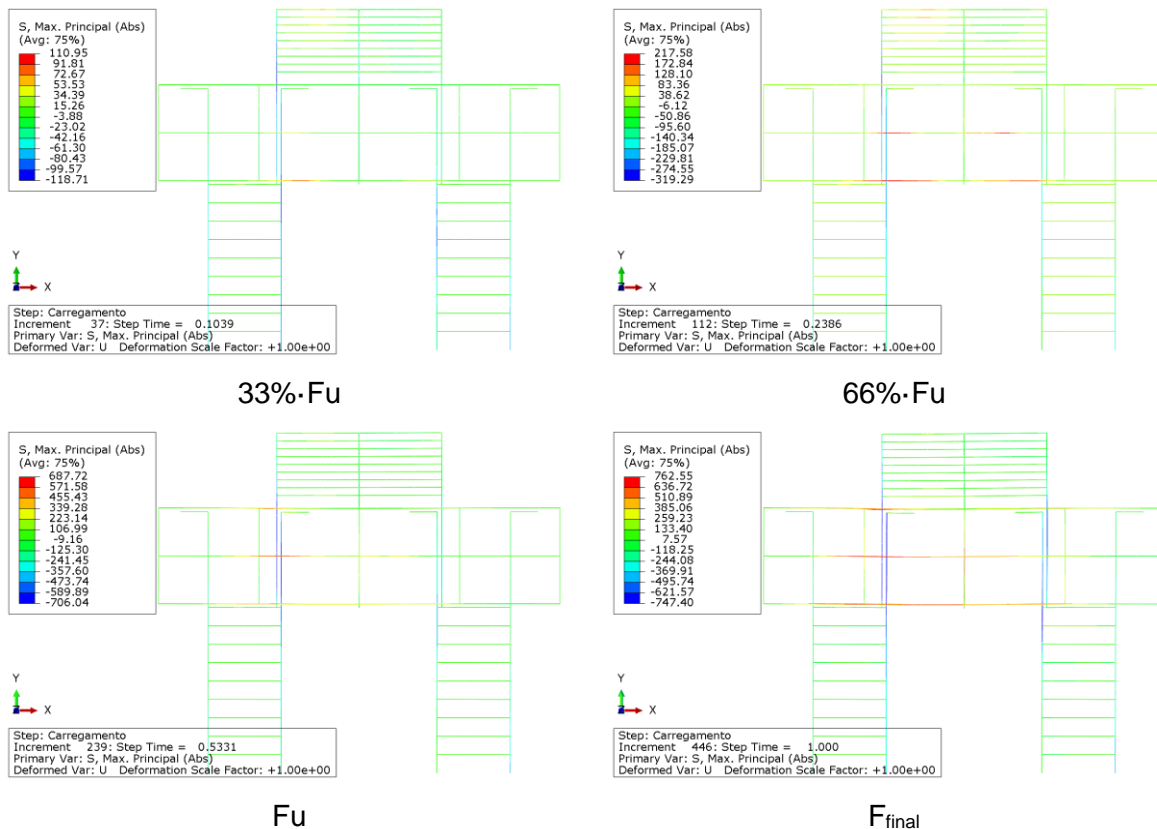 S, Max. Principal (Abs)
(Avg: 75%)
110.95
91.81
72.67
53.53
34.39
15.26
-3.88
-23.02
-42.16
-61.30
-80.43
-99.57
-118.71
Y
X
Z
Step: Carregamento
Increment 37: Step Time = 0.1039
Primary Var: S, Max. Principal (Abs)
Deformed Var: U Deformation Scale Factor: +1.00e+00
33%·Fu
S, Max. Principal (Abs)
(Avg: 75%)
217.58
172.84
128.10
83.36
38.62
-6.12
-50.86
-95.60
-140.34
-185.07
-229.81
-274.55
-319.29
Y
X
Z
Step: Carregamento
Increment 112: Step Time = 0.2386
Primary Var: S, Max. Principal (Abs)
Deformed Var: U Deformation Scale Factor: +1.00e+00
66%·Fu
S, Max. Principal (Abs)
(Avg: 75%)
687.72
571.58
455.43
339.28
223.14
106.99
-9.16
-125.30
-241.45
-357.60
-473.74
-589.89
-706.04
Y
X
Z
Step: Carregamento
Increment 239: Step Time = 0.5331
Primary Var: S, Max. Principal (Abs)
Deformed Var: U Deformation Scale Factor: +1.00e+00
Fu
S, Max. Principal (Abs)
(Avg: 75%)
762.55
636.72
510.89
385.06
259.23
133.40
7.57
-118.25
-244.08
-369.91
-495.74
-621.57
-747.40
Y
X
Z
Step: Carregamento
Increment 446: Step Time = 1.000
Primary Var: S, Max. Principal (Abs)
Deformed Var: U Deformation Scale Factor: +1.00e+00
Ffinal